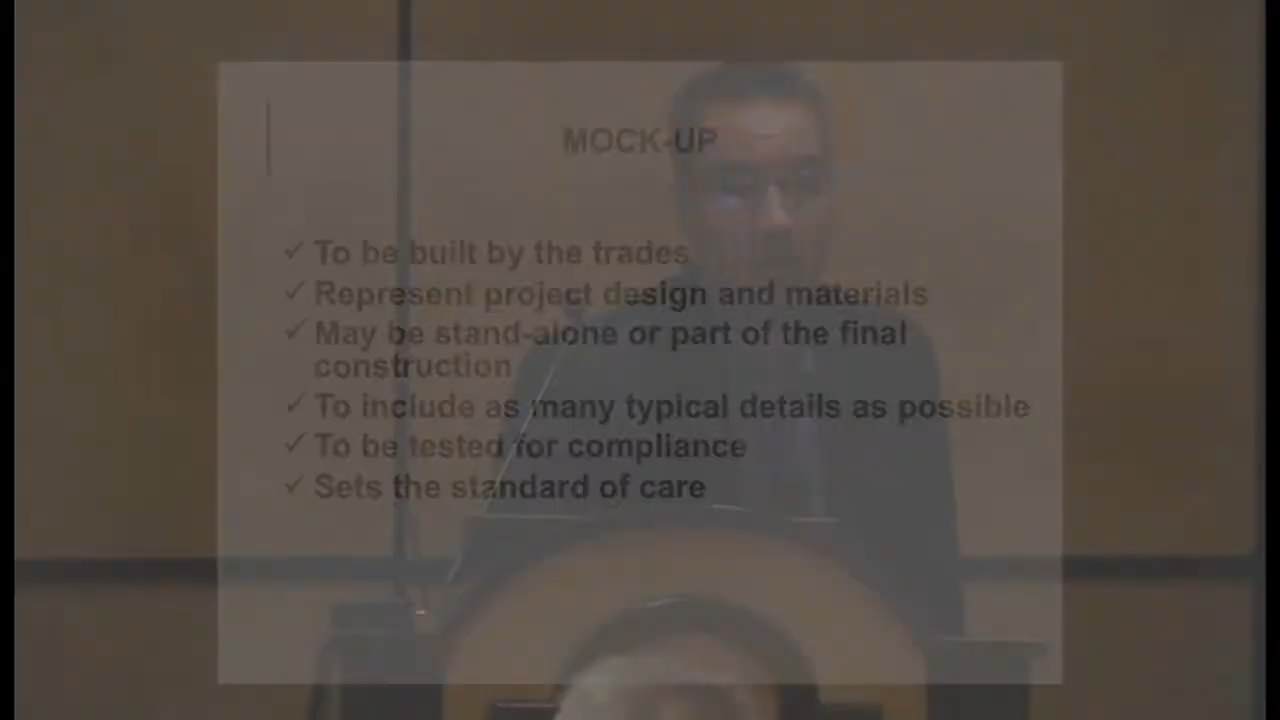 MOCK-UP
✓ To be built by the trades
✓ Represent project design and materials
✓ May be stand-alone or part of the final
construction
✓ To include as many typical details as possible
✓ To be tested for compliance
✓ Sets the standard of care